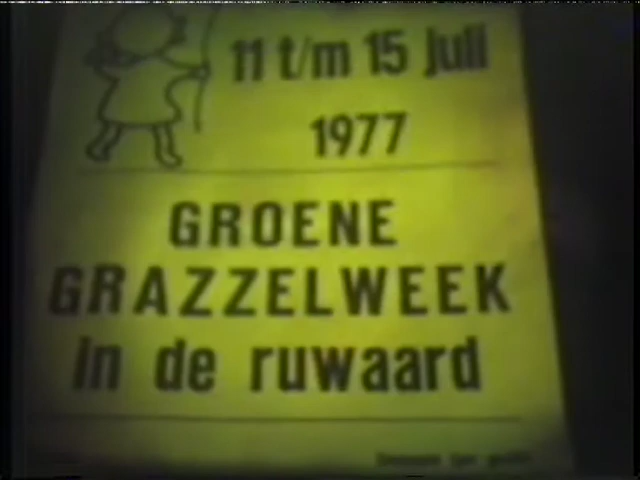 11 t/m 15 juli
1977
GROENE
GRAZZELWEEK
in de ruwaard